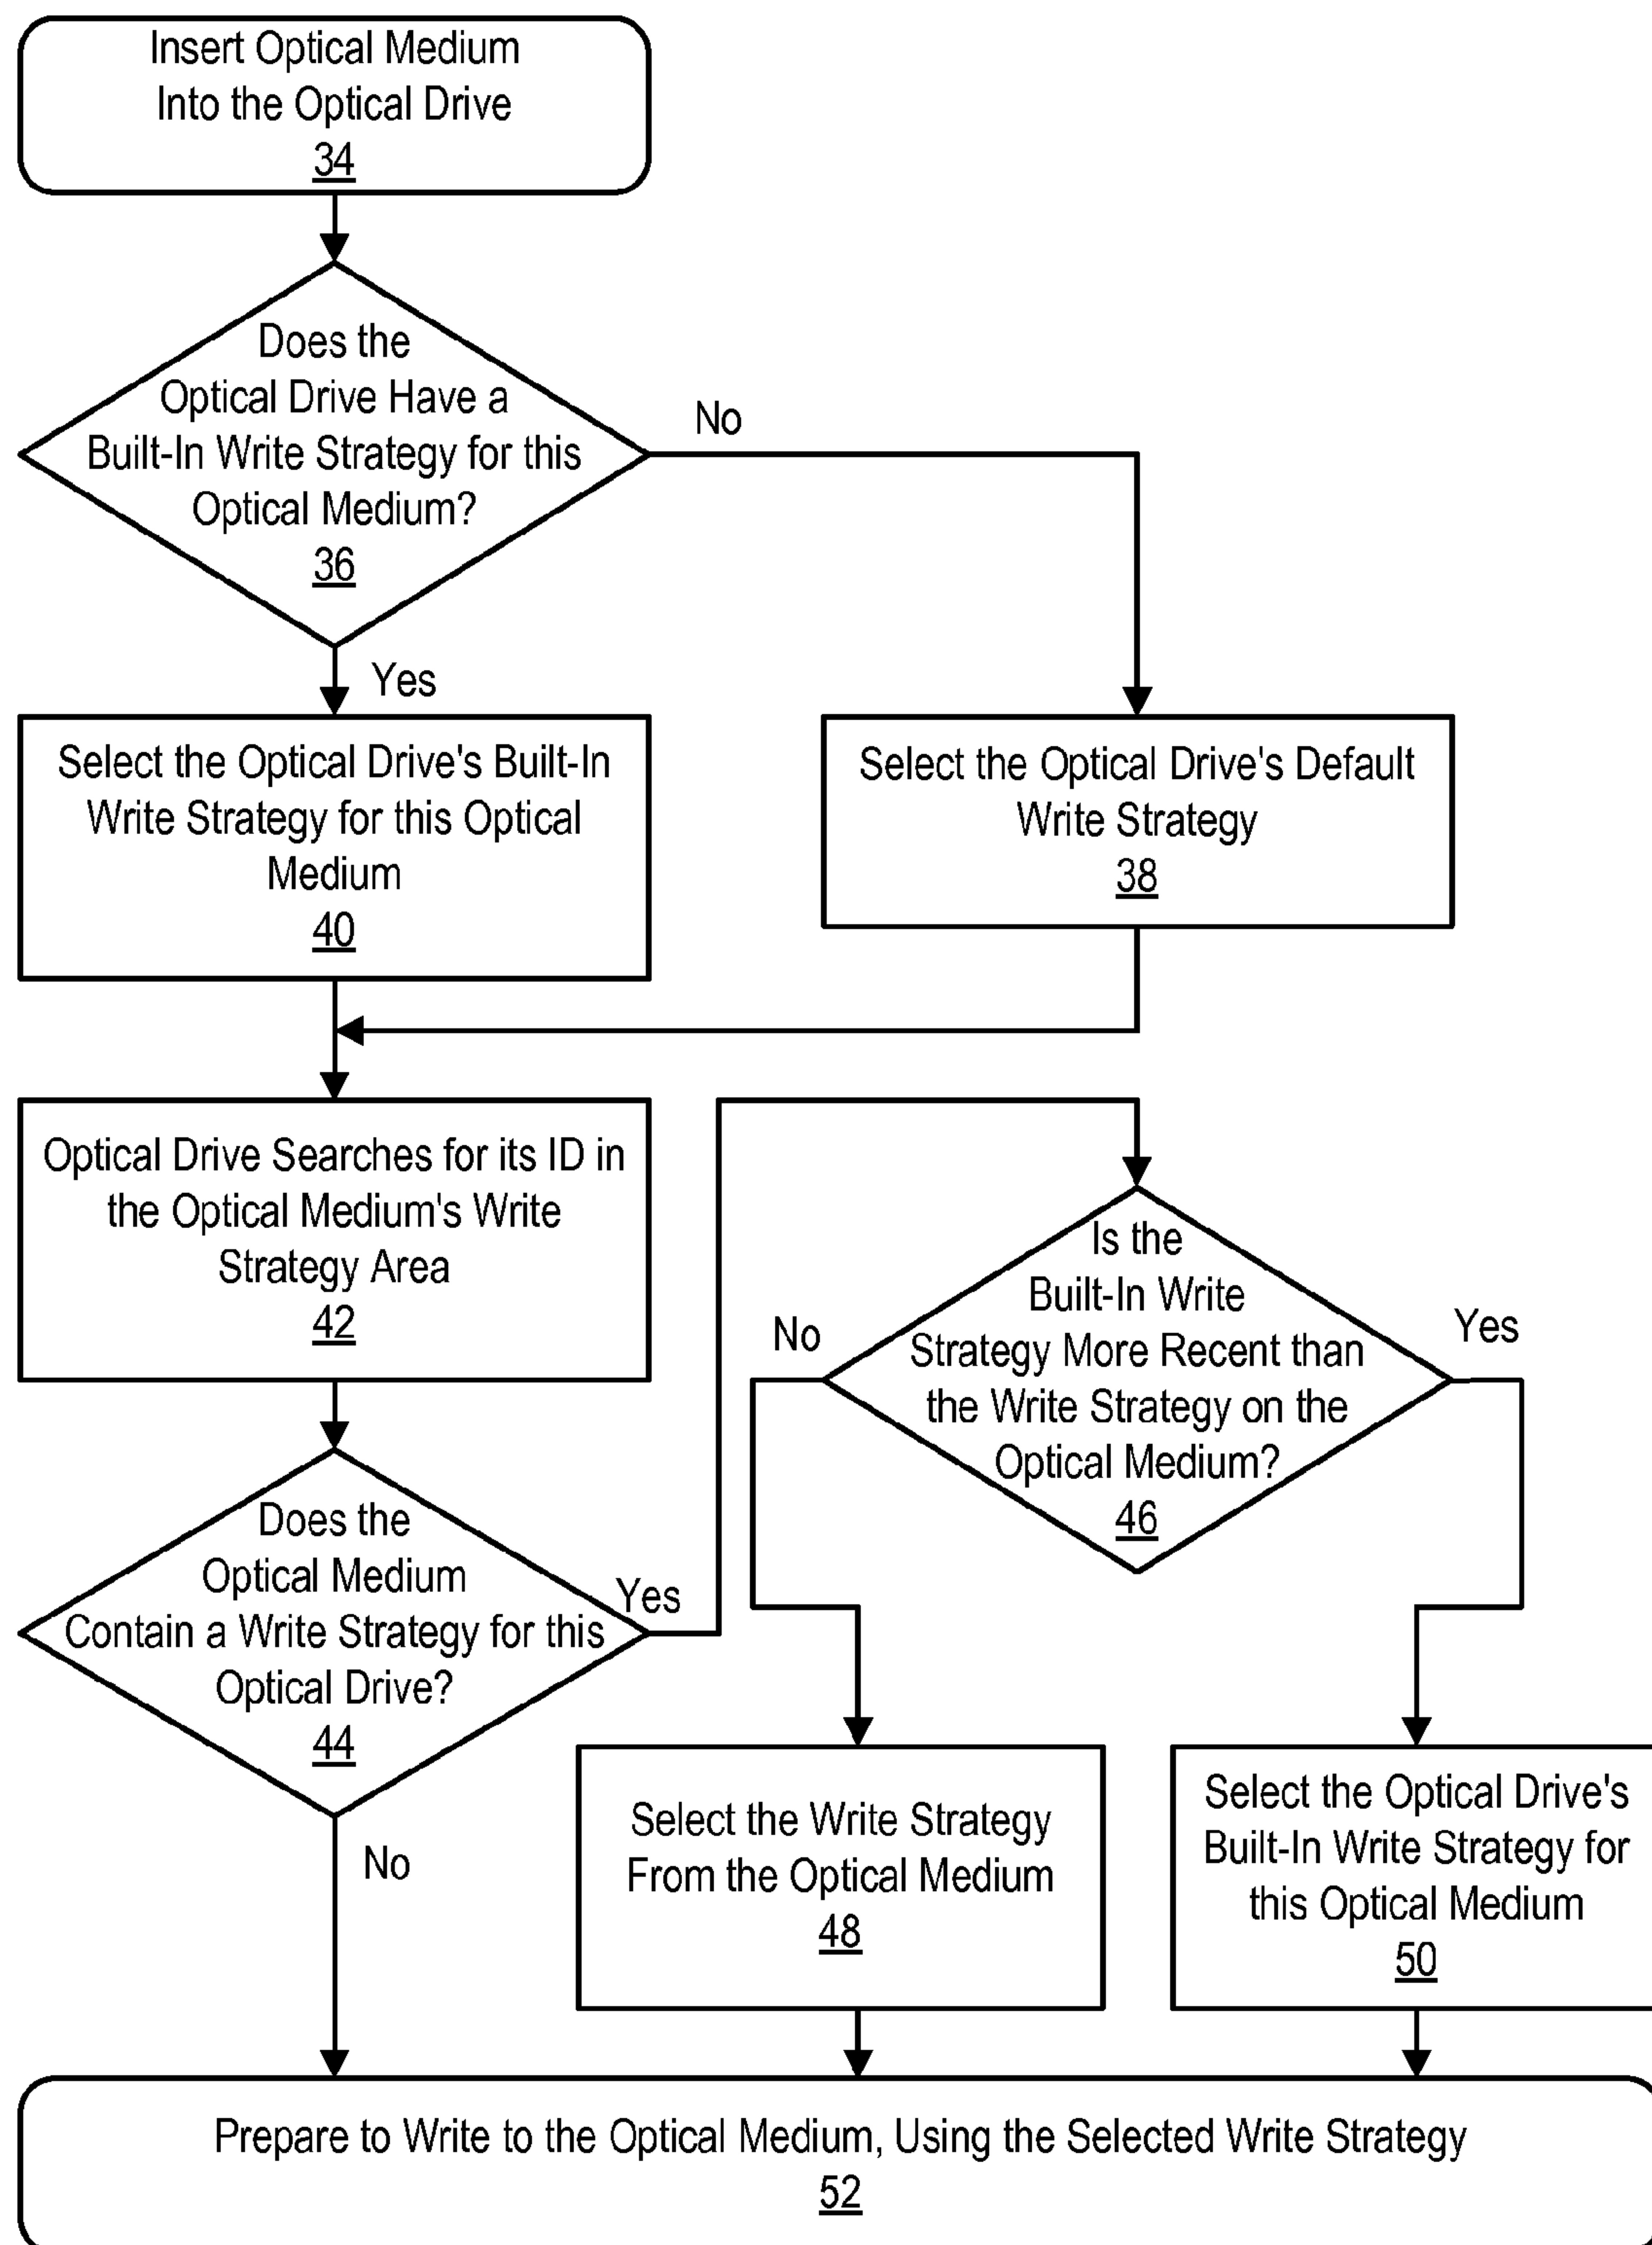 Insert Optical Medium
Into the Optical Drive
34
Does the
Optical Drive Have a
Built-In Write Strategy for this
Optical Medium?
36
No
Yes
Select the Optical Drive's Built-In
Write Strategy for this Optical
Medium
40
Select the Optical Drive's Default
Write Strategy
38
Optical Drive Searches for its ID in
the Optical Medium's Write
Strategy Area
42
Does the
Optical Medium
Contain a Write Strategy for this
Optical Drive?
44
Yes
No
Is the
Built-In Write
Strategy More Recent than
the Write Strategy on the
Optical Medium?
46
No
Yes
Select the Write Strategy
From the Optical Medium
48
Select the Optical Drive's
Built-In Write Strategy for
this Optical Medium
50
Prepare to Write to the Optical Medium, Using the Selected Write Strategy
52